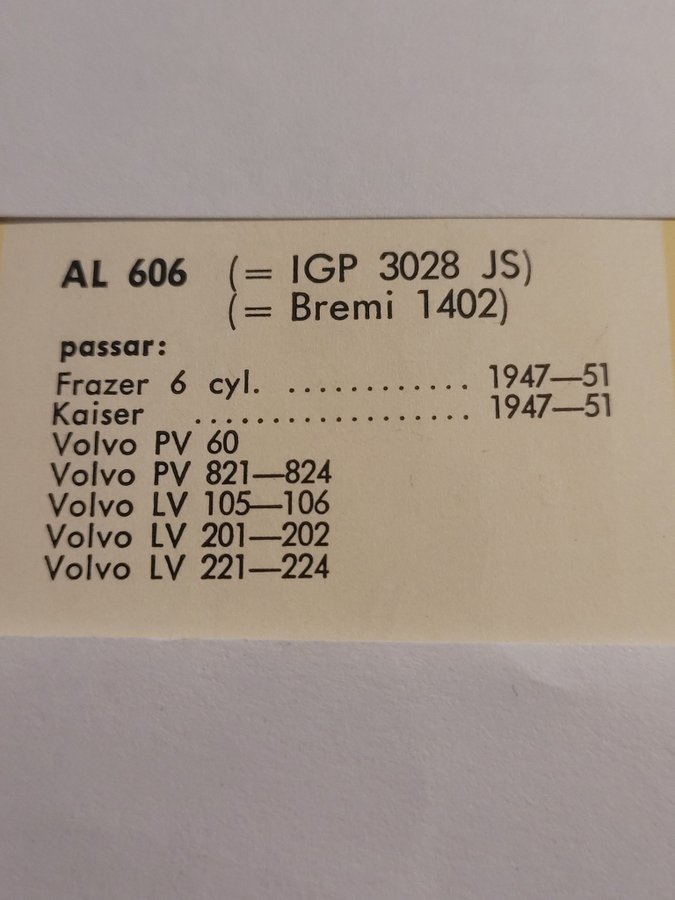 AL 606 (= IGP 3028 JS)
(= Bremi 1402)
passar:
Frazer 6 cyl. ............ 1947—51
Kaiser ................... 1947—51
Volvo PV 60
Volvo PV 821—824
Volvo LV 105—106
Volvo LV 201—202
Volvo LV 221—224